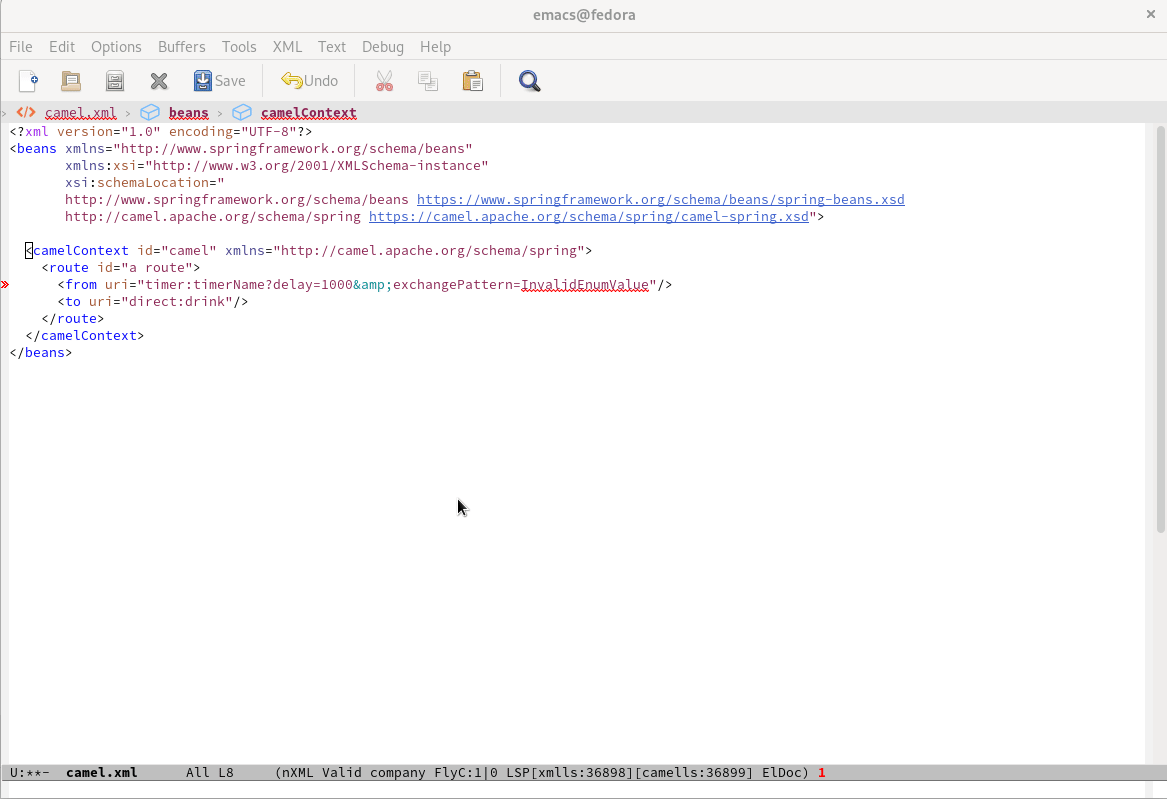 emacs@fedora ×
File Edit Options Buffers Tools XML Text Debug Help
Save Undo
› </> camel.xml › beans › camelContext
<?xml version="1.0" encoding="UTF-8"?>
<beans xmlns="http://www.springframework.org/schema/beans"
       xmlns:xsi="http://www.w3.org/2001/XMLSchema-instance"
       xsi:schemaLocation="
       http://www.springframework.org/schema/beans https://www.springframework.org/schema/beans/spring-beans.xsd
       http://camel.apache.org/schema/spring https://camel.apache.org/schema/spring/camel-spring.xsd">
  <camelContext id="camel" xmlns="http://camel.apache.org/schema/spring">
    <route id="a route">
      <from uri="timer:timerName?delay=1000&amp;exchangePattern=InvalidEnumValue"/>
      <to uri="direct:drink"/>
    </route>
  </camelContext>
</beans>
U:**-  camel.xml      All L8     (nXML Valid company FlyC:1|0 LSP[xmlls:36898][camells:36899] ElDoc) 1